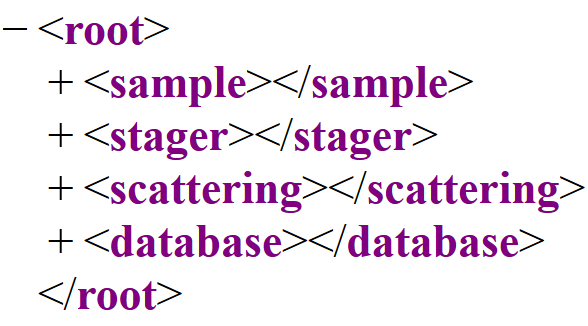 − <root>
+ <sample></sample>
+ <stager></stager>
+ <scattering></scattering>
+ <database></database>
</root>